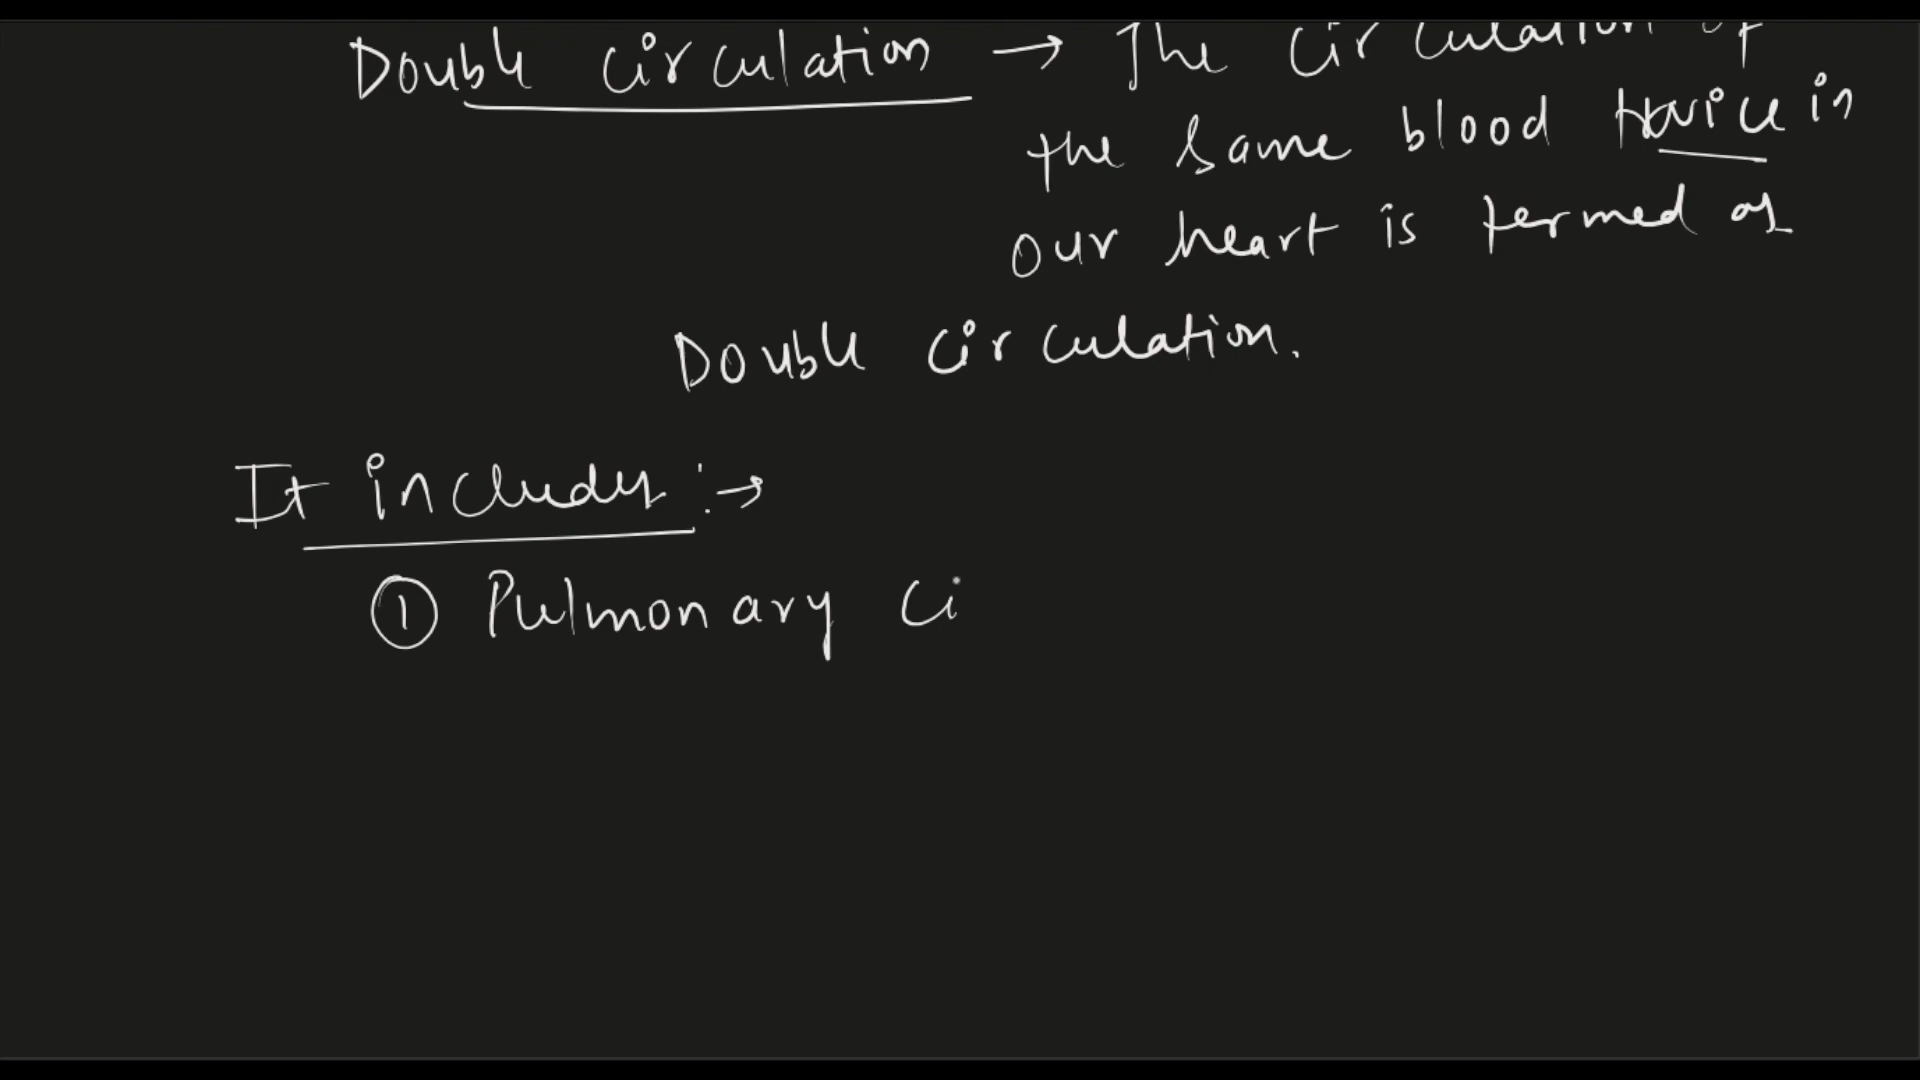 Double circulation → The circulation of
the same blood twice in
our heart is termed as
Double circulation.
It includes :→
① Pulmonary Ci